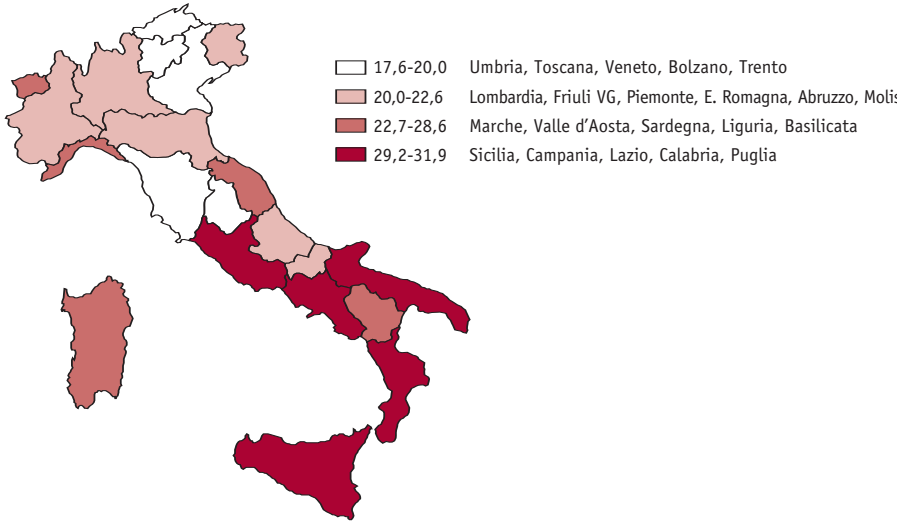 17,6-20,0 Umbria, Toscana, Veneto, Bolzano, Trento
20,0-22,6 Lombardia, Friuli VG, Piemonte, E. Romagna, Abruzzo, Molis
22,7-28,6 Marche, Valle d'Aosta, Sardegna, Liguria, Basilicata
29,2-31,9 Sicilia, Campania, Lazio, Calabria, Puglia